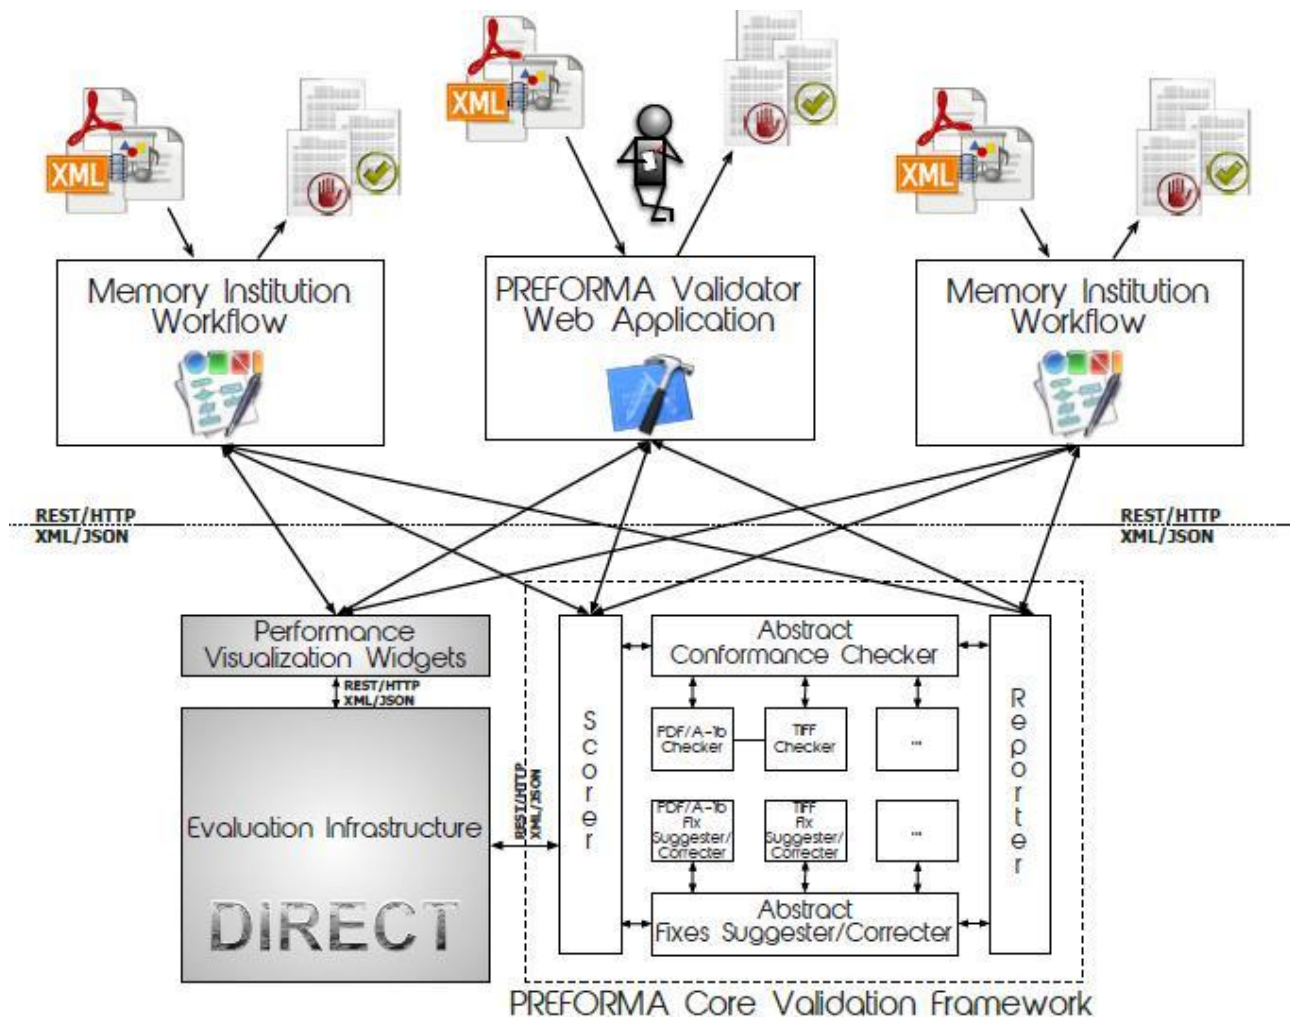 XML
XML
XML
Memory Institution
Workflow
PREFORMA Validator
Web Application
Memory Institution
Workflow
REST/HTTP
XML/JSON
REST/HTTP
XML/JSON
Performance
Visualization Widgets
REST/HTTP
XML/JSON
Evaluation Infrastructure
DIRECT
REST/HTTP
XML/JSON
Scorer
Abstract
Conformance Checker
PDF/A-1b
Checker
TIFF
Checker
...
PDF/A-1b
Fix
Suggester/
Correcter
TIFF
Fix
Suggester/
Correcter
...
Abstract
Fixes Suggester/Correcter
Reporter
PREFORMA Core Validation Framework